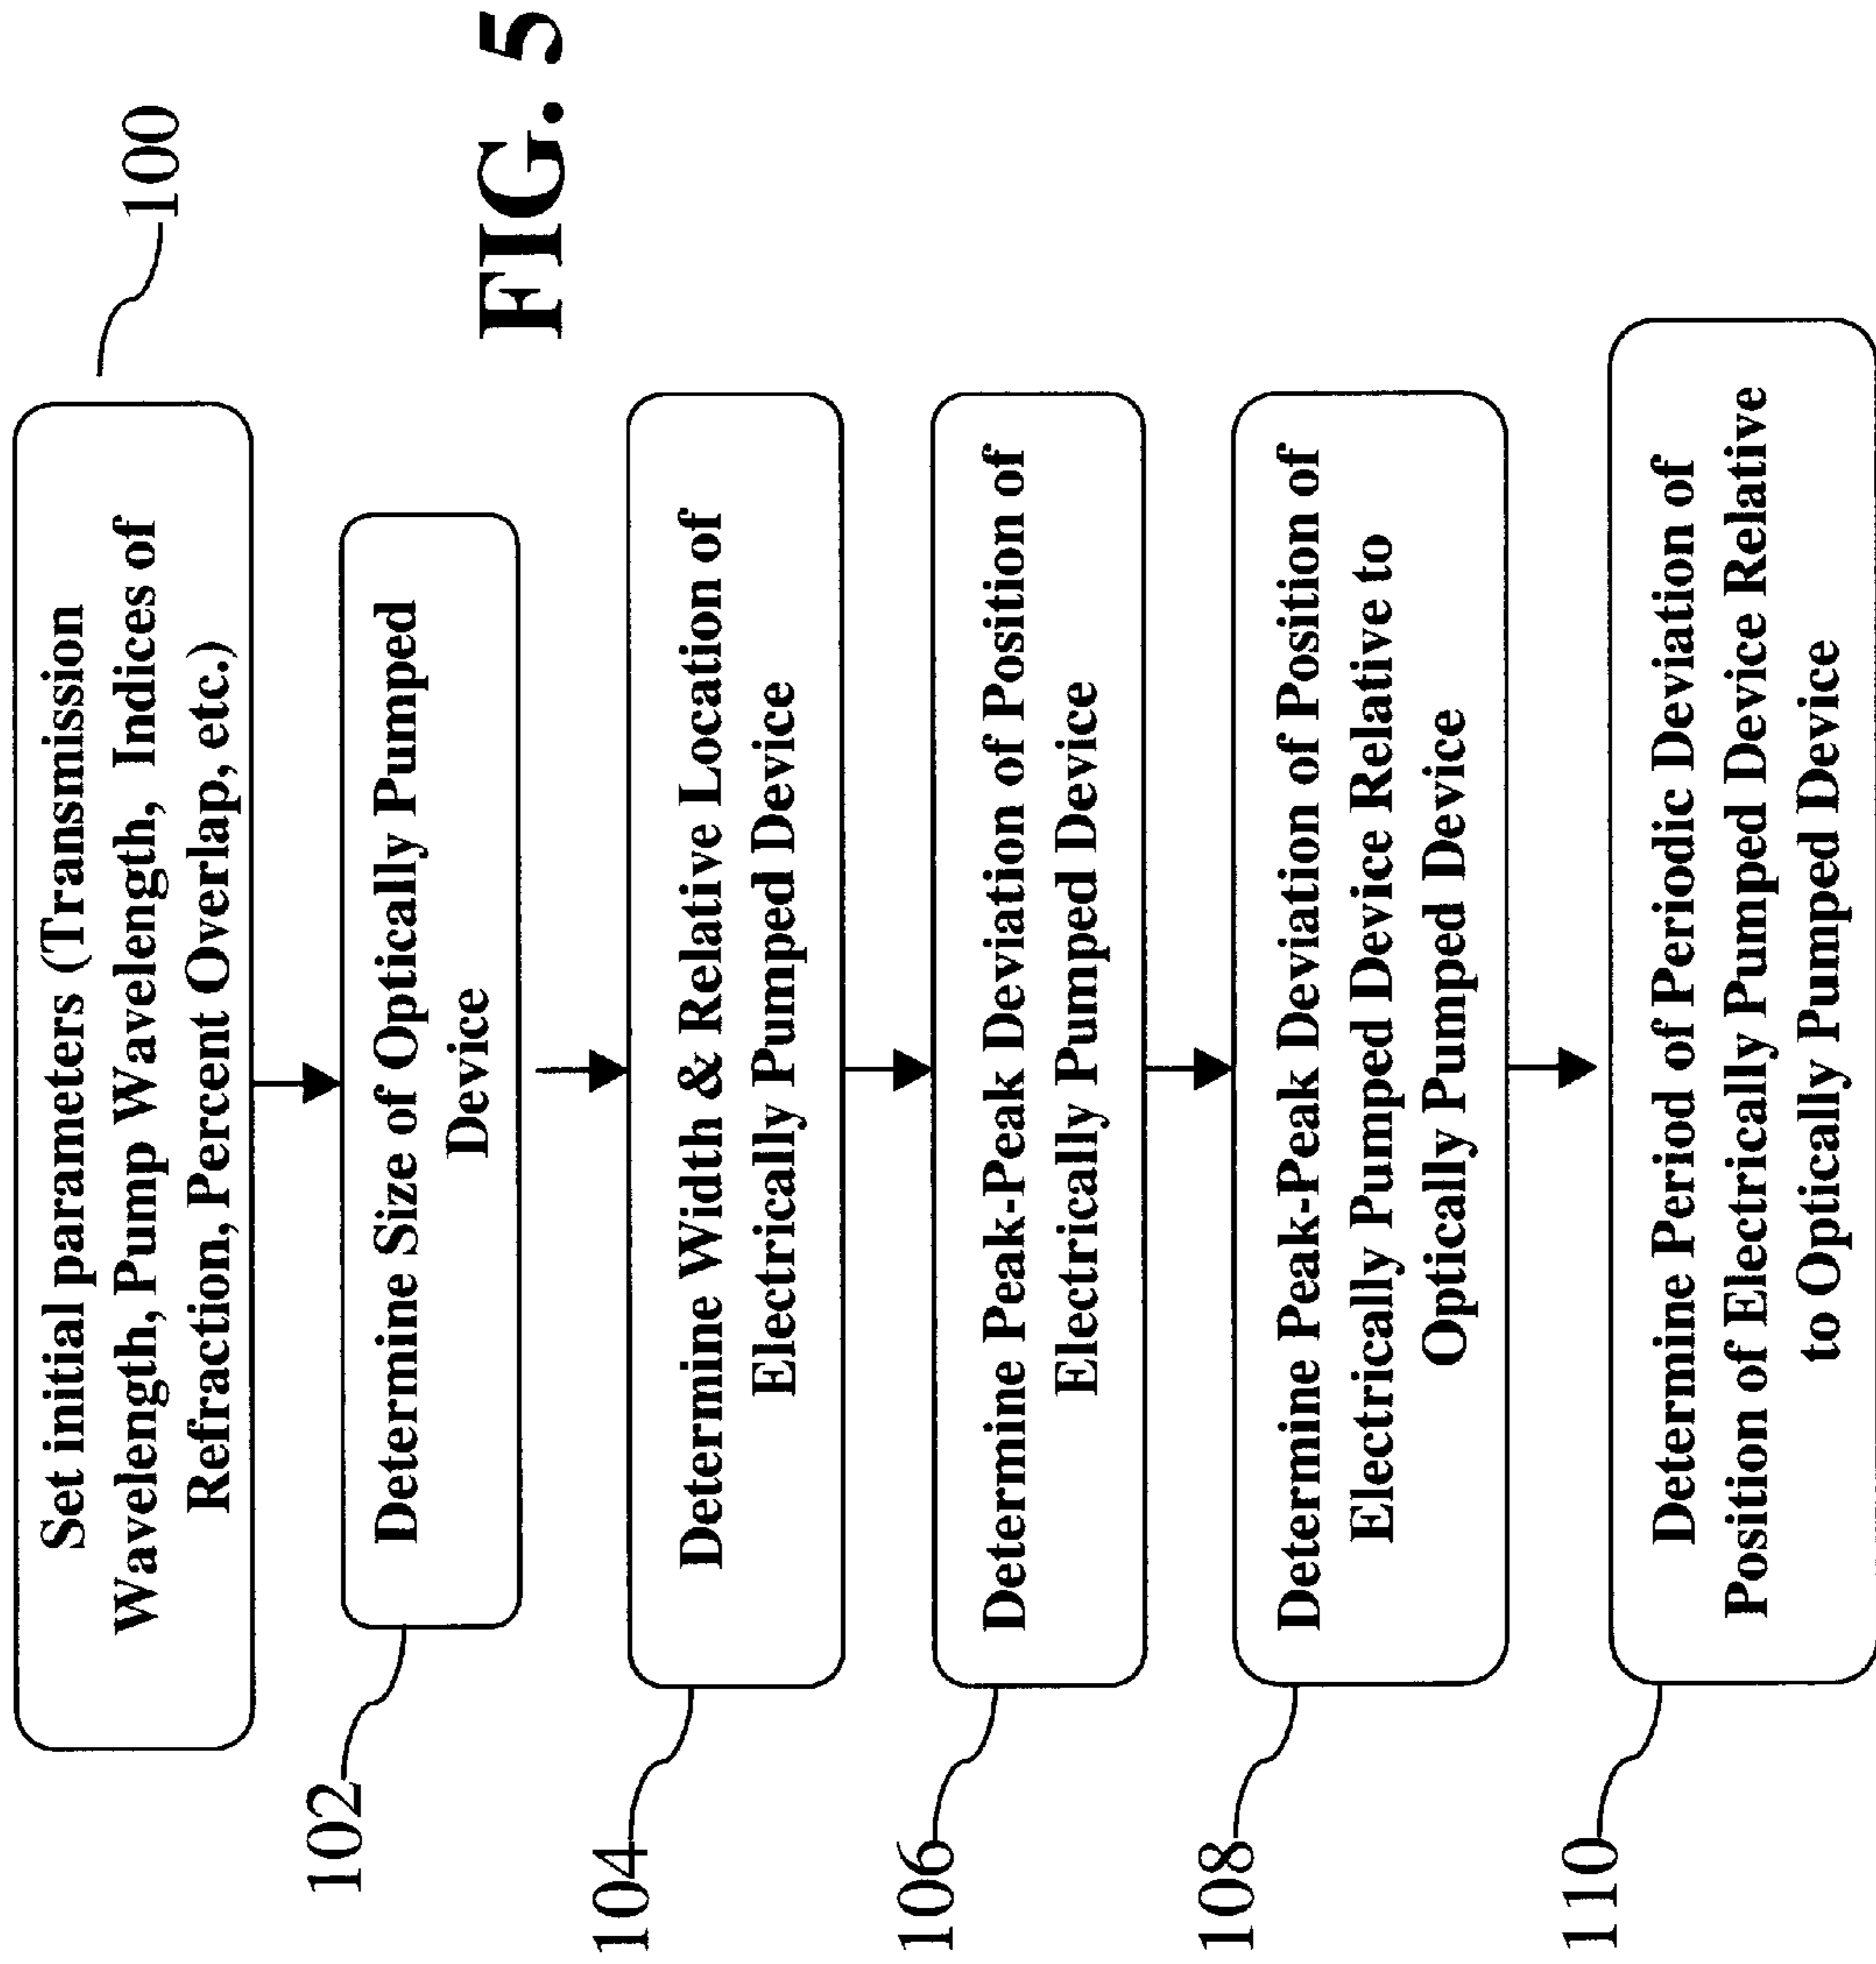 100
Set initial parameters (Transmission
Wavelength, Pump Wavelength, Indices of
Refraction, Percent Overlap, etc.)
102
Determine Size of Optically Pumped
Device
FIG. 5
104
Determine Width & Relative Location of
Electrically Pumped Device
106
Determine Peak-Peak Deviation of Position of
Electrically Pumped Device
108
Determine Peak-Peak Deviation of Position of
Electrically Pumped Device Relative to
Optically Pumped Device
110
Determine Period of Periodic Deviation of
Position of Electrically Pumped Device Relative
to Optically Pumped Device